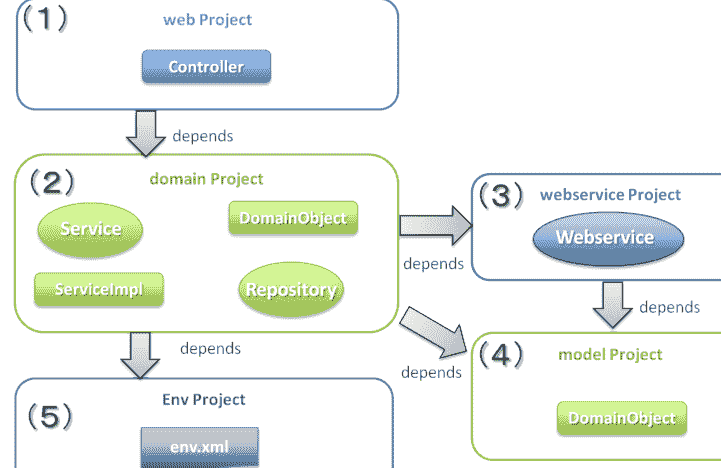 (1)
web Project
Controller
depends
(2)
domain Project
Service
DomainObject
ServiceImpl
Repository
depends
(3)
webservice Project
Webservice
depends
depends
(4)
model Project
DomainObject
depends
(5)
Env Project
env.xml